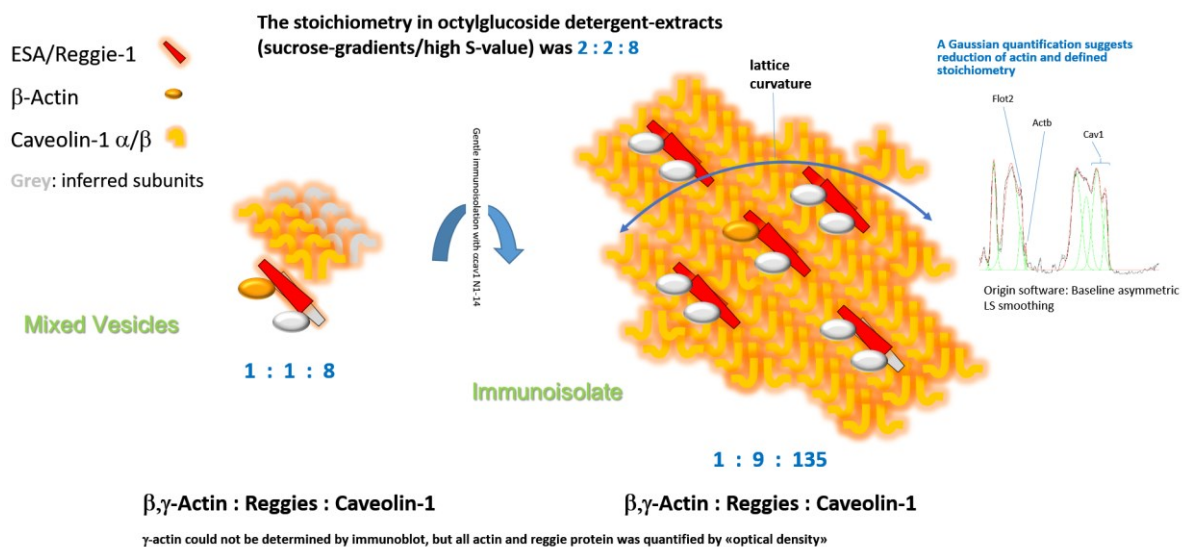 The stoichiometry in octylglucoside detergent-extracts
(sucrose-gradients/high S-value) was 2 : 2 : 8
ESA/Reggie-1
β-Actin
Caveolin-1 α/β
Grey: inferred subunits
A Gaussian quantification suggests
reduction of actin and defined
stoichiometry
lattice
curvature
Flot2
Actb
Cav1
Gentle immunoisolation with αcav1 N1-14
Origin software: Baseline asymmetric
LS smoothing
Mixed Vesicles
1 : 1 : 8
Immunoisolate
1 : 9 : 135
β,γ-Actin : Reggies : Caveolin-1
β,γ-Actin : Reggies : Caveolin-1
γ-actin could not be determined by immunoblot, but all actin and reggie protein was quantified by «optical density»